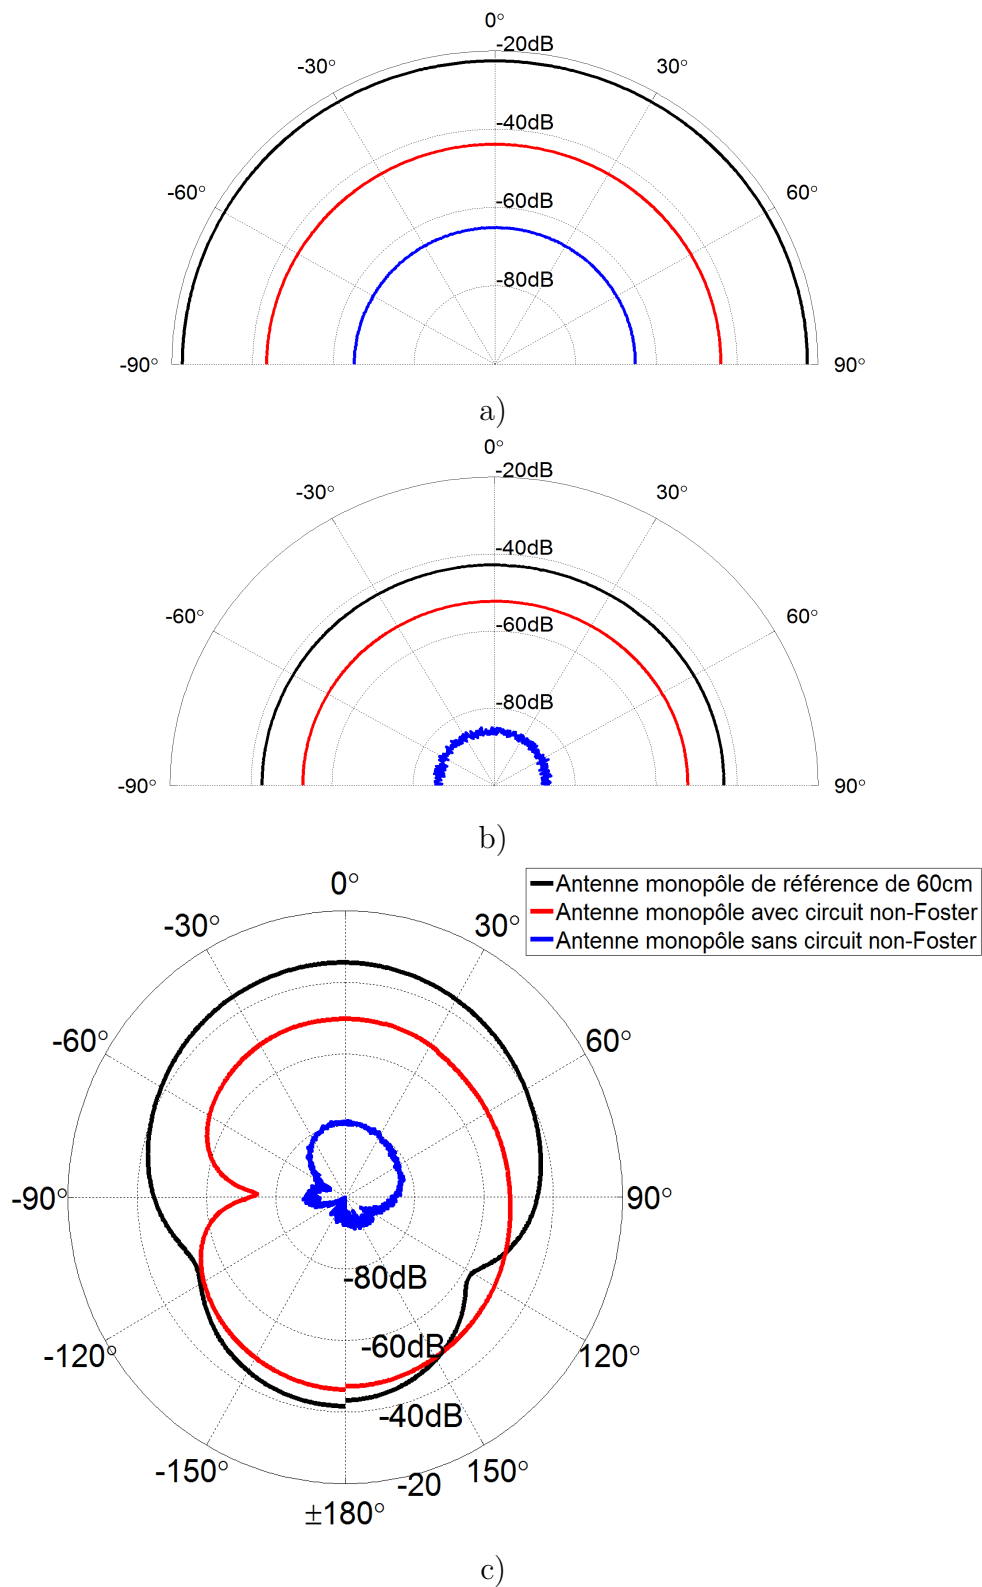 0°
-20dB
-30°
30°
-40dB
-60°
60°
-60dB
-80dB
-90°
90°
a)
0°
-20dB
-30°
30°
-40dB
-60°
60°
-60dB
-80dB
-90°
90°
b)
Antenne monopôle de référence de 60cm
Antenne monopôle avec circuit non-Foster
Antenne monopôle sans circuit non-Foster
0°
-30°
30°
-60°
60°
-90°
90°
-80dB
-60dB
-120°
120°
-40dB
-150°
150°
-20
±180°
c)